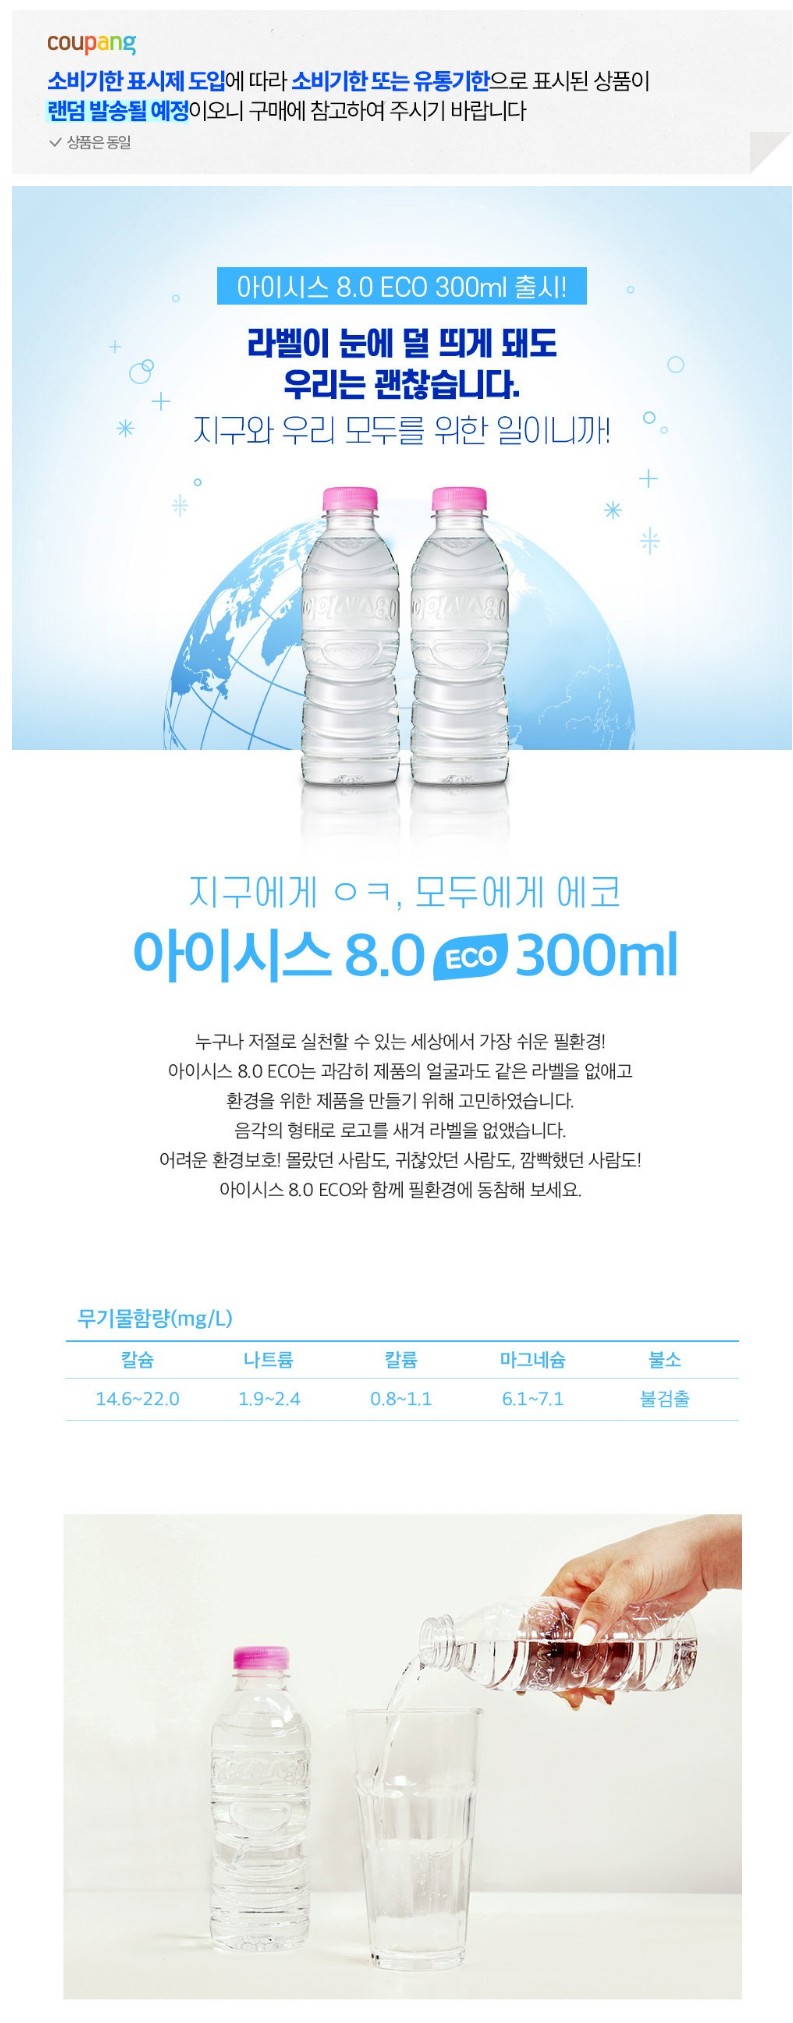 coupang
소비기한 표시제 도입에 따라 소비기한 또는 유통기한으로 표시된 상품이
랜덤 발송될 예정이오니 구매에 참고하여 주시기 바랍니다
상품은 동일
아이시스 8.0 ECO 300ml 출시!
라벨이 눈에 덜 띄게 돼도
우리는 괜찮습니다.
지구와 우리 모두를 위한 일이니까!
아이시스8.0 아이시스8.0
지구에게 ㅇㅋ, 모두에게 에코
아이시스 8.0 ECO 300ml
누구나 저절로 실천할 수 있는 세상에서 가장 쉬운 필환경!
아이시스 8.0 ECO는 과감히 제품의 얼굴과도 같은 라벨을 없애고
환경을 위한 제품을 만들기 위해 고민하였습니다.
음각의 형태로 로고를 새겨 라벨을 없앴습니다.
어려운 환경보호! 몰랐던 사람도, 귀찮았던 사람도, 깜빡했던 사람도!
아이시스 8.0 ECO와 함께 필환경에 동참해 보세요.
무기물함량(mg/L)
칼슘 나트륨 칼륨 마그네슘 불소
14.6~22.0 1.9~2.4 0.8~1.1 6.1~7.1 불검출